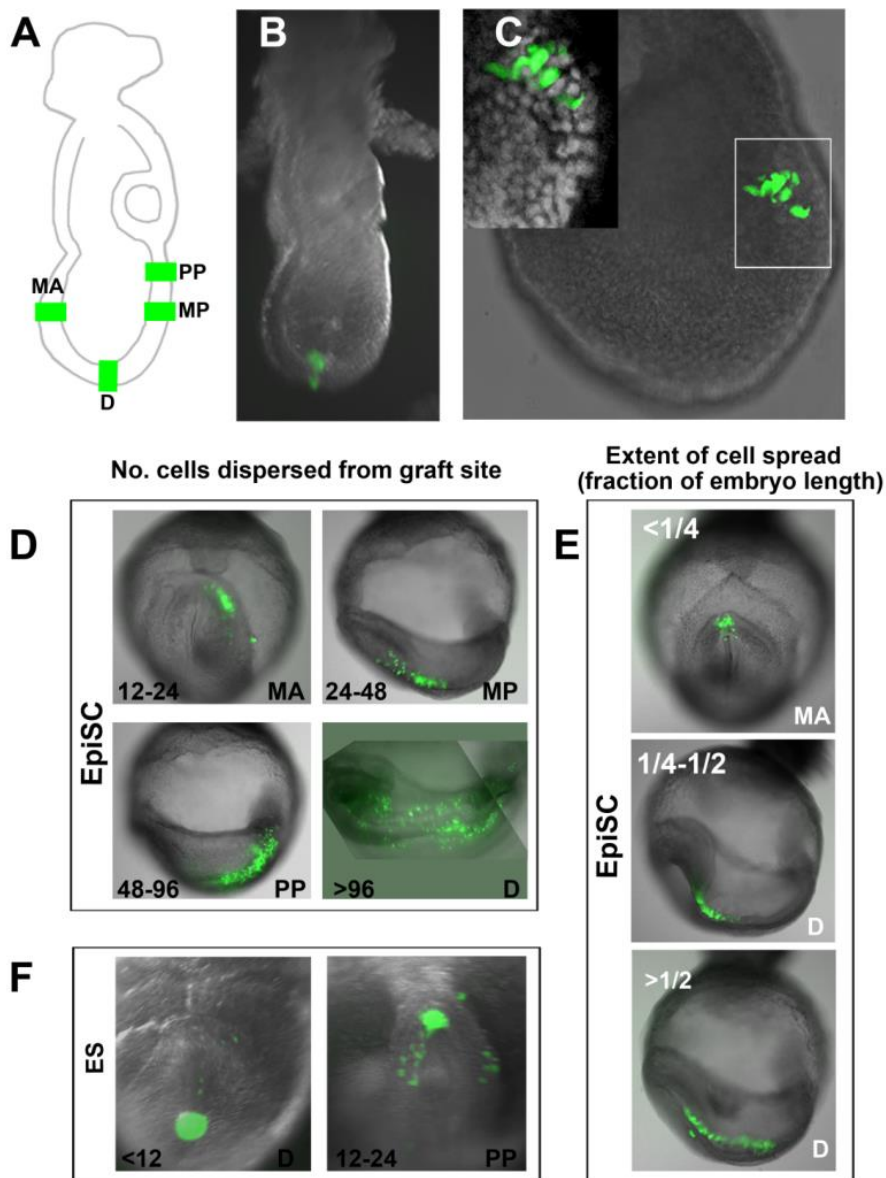 A
B
C
MA
PP
MP
D
No. cells dispersed from graft site
Extent of cell spread
(fraction of embryo length)
D
EpiSC
12-24 MA
24-48 MP
48-96 PP
>96 D
E
EpiSC
<1/4
MA
1/4-1/2
D
>1/2
D
F
ES
<12 D
12-24 PP